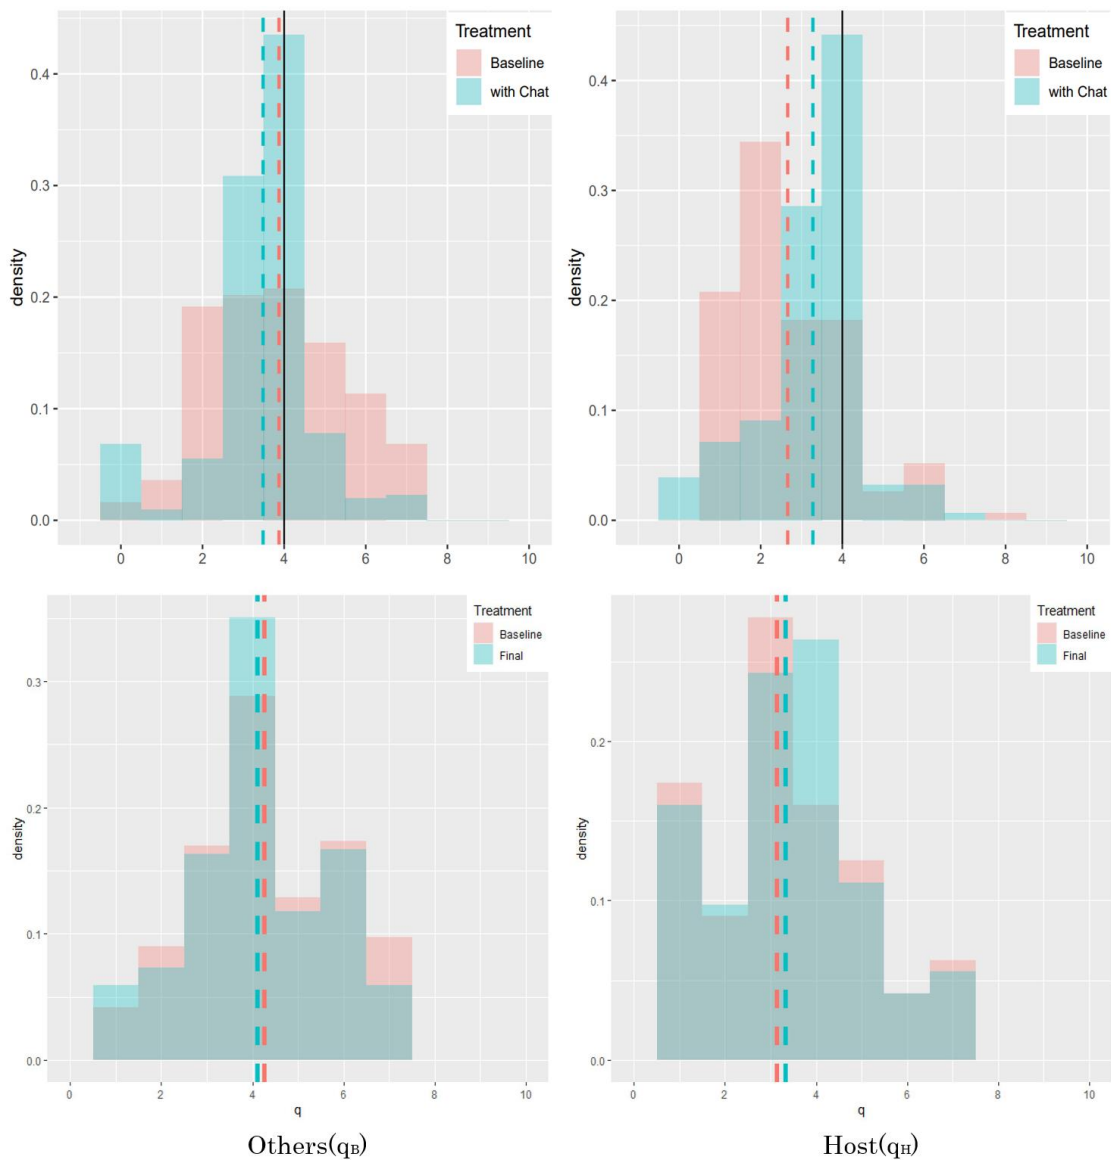 Treatment
Baseline
with Chat
density
0.4
0.3
0.2
0.1
0.0
0 2 4 6 8 10
Treatment
Baseline
with Chat
density
0.4
0.3
0.2
0.1
0.0
0 2 4 6 8 10
Treatment
Baseline
Final
density
0.3
0.2
0.1
0.0
0 2 4 6 8 10
q
Others(qB)
Treatment
Baseline
Final
density
0.2
0.1
0.0
0 2 4 6 8 10
q
Host(qH)